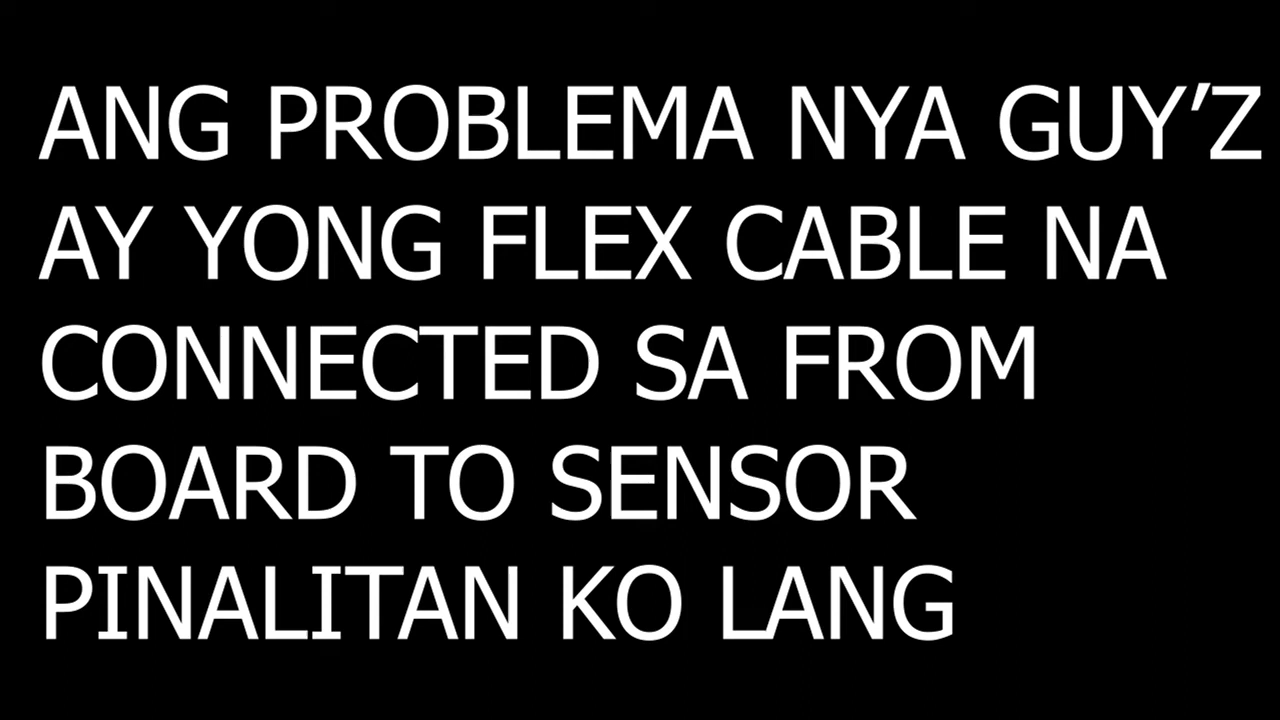 ANG PROBLEMA NYA GUY’Z
AY YONG FLEX CABLE NA
CONNECTED SA FROM
BOARD TO SENSOR
PINALITAN KO LANG